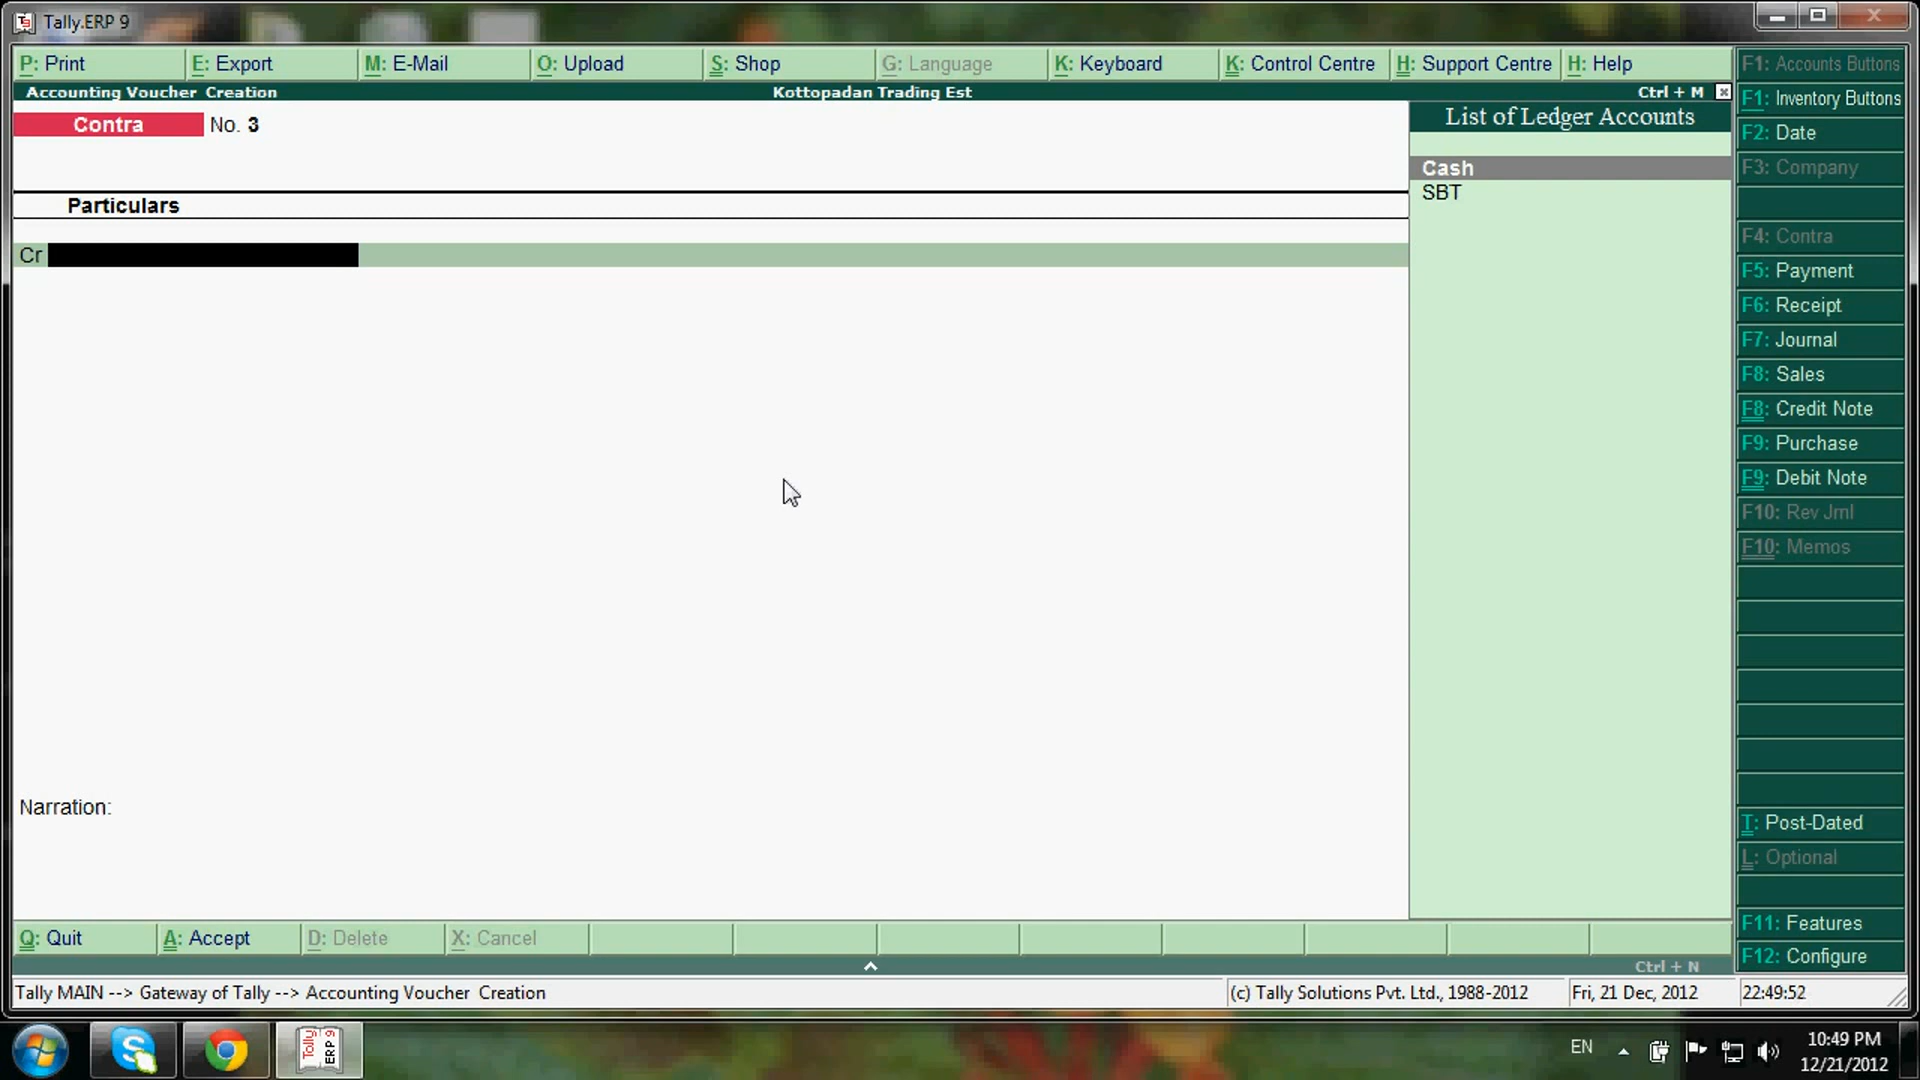 Tally.ERP 9
P: Print E: Export M: E-Mail O: Upload S: Shop G: Language K: Keyboard K: Control Centre H: Support Centre H: Help
F1: Accounts Buttons
Accounting Voucher Creation Kottopadan Trading Est Ctrl + M
F1: Inventory Buttons
Contra No. 3
List of Ledger Accounts
F2: Date
Cash
F3: Company
SBT
Particulars
F4: Contra
Cr
F5: Payment
F6: Receipt
F7: Journal
F8: Sales
F8: Credit Note
F9: Purchase
F9: Debit Note
F10: Rev Jrnl
F10: Memos
Narration:
T: Post-Dated
L: Optional
F11: Features
Q: Quit A: Accept D: Delete X: Cancel
F12: Configure
Ctrl + N
Tally MAIN --> Gateway of Tally --> Accounting Voucher Creation (c) Tally Solutions Pvt. Ltd., 1988-2012 Fri, 21 Dec, 2012 22:49:52
Tally ERP 9
EN
10:49 PM
12/21/2012